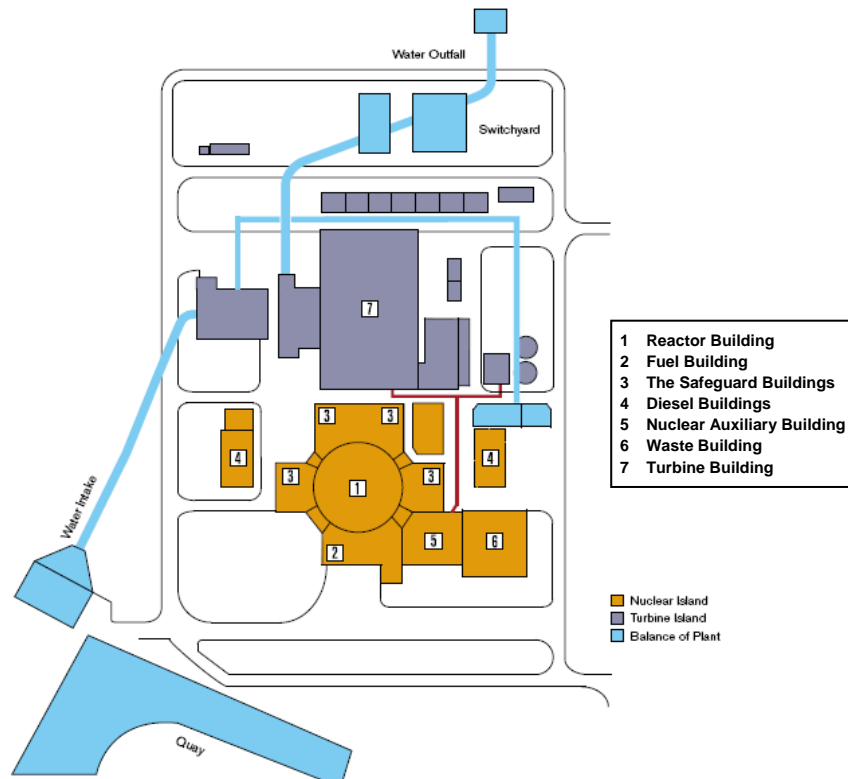 Water Outfall
Switchyard
7
3 3
4 3 3 4
1
5 6
2
Water Intake
Quay
1 Reactor Building
2 Fuel Building
3 The Safeguard Buildings
4 Diesel Buildings
5 Nuclear Auxiliary Building
6 Waste Building
7 Turbine Building
Nuclear Island
Turbine Island
Balance of Plant